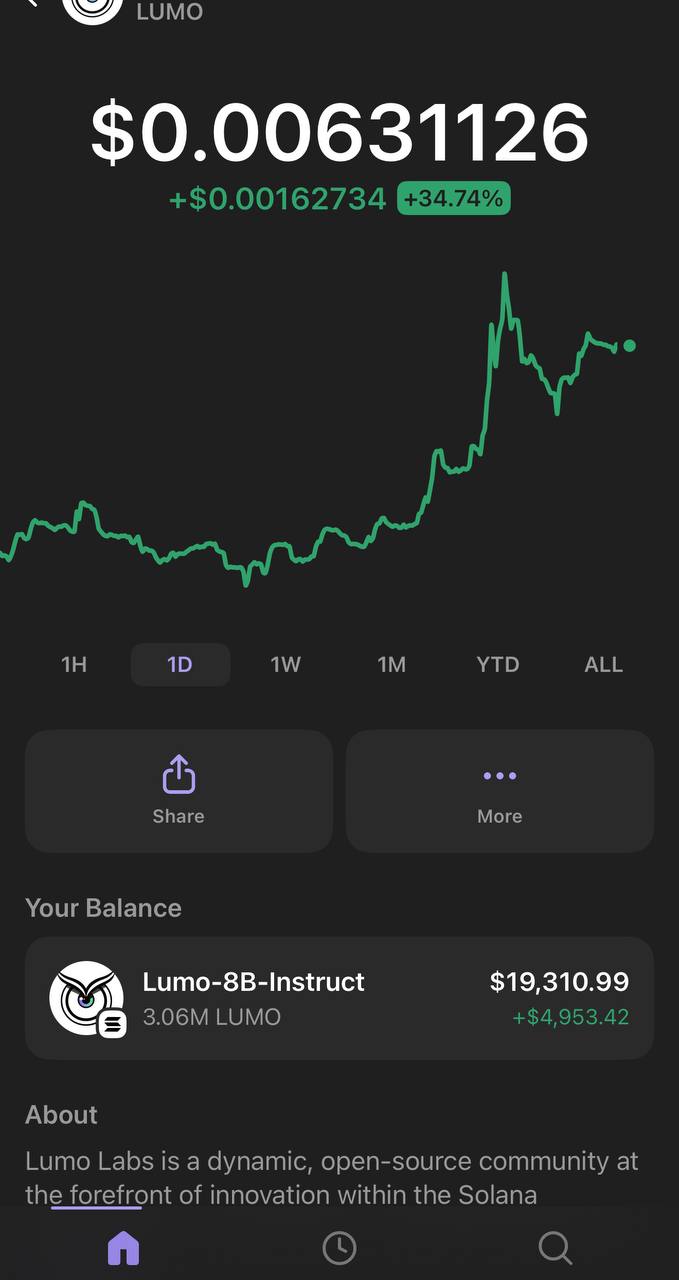 LUMO
$0.00631126
+$0.00162734 +34.74%
1H 1D 1W 1M YTD ALL
Share More
Your Balance
Lumo-8B-Instruct $19,310.99
3.06M LUMO +$4,953.42
About
Lumo Labs is a dynamic, open-source community at
the forefront of innovation within the Solana